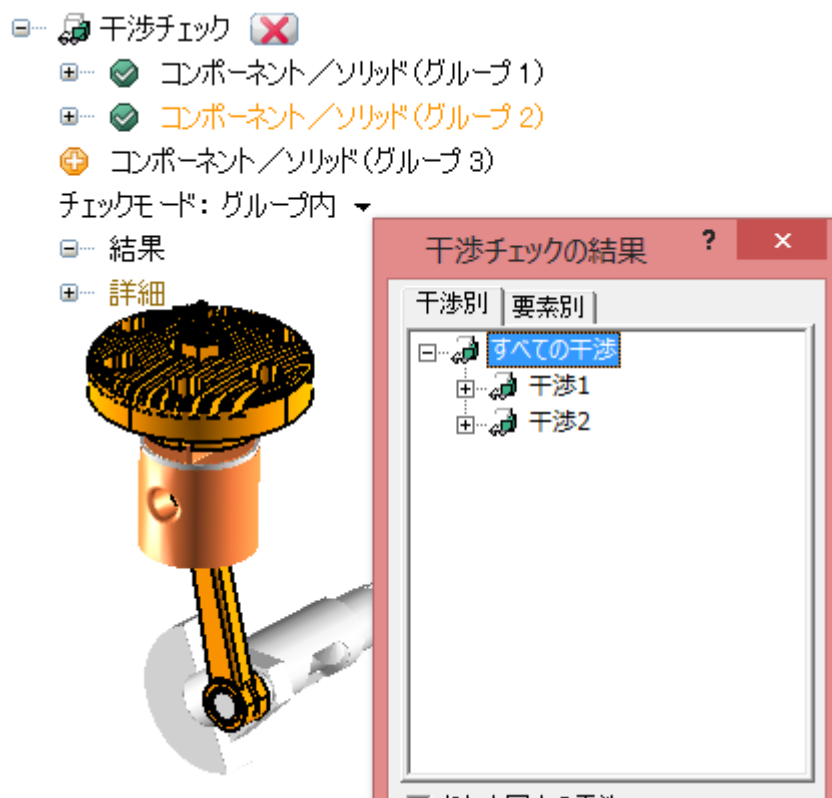 干渉チェック
コンポーネント／ソリッド（グループ 1）
コンポーネント／ソリッド（グループ 2）
コンポーネント／ソリッド（グループ 3）
チェックモード： グループ内
結果
詳細
干渉チェックの結果 ?
干渉別 要素別
すべての干渉
干渉1
干渉2